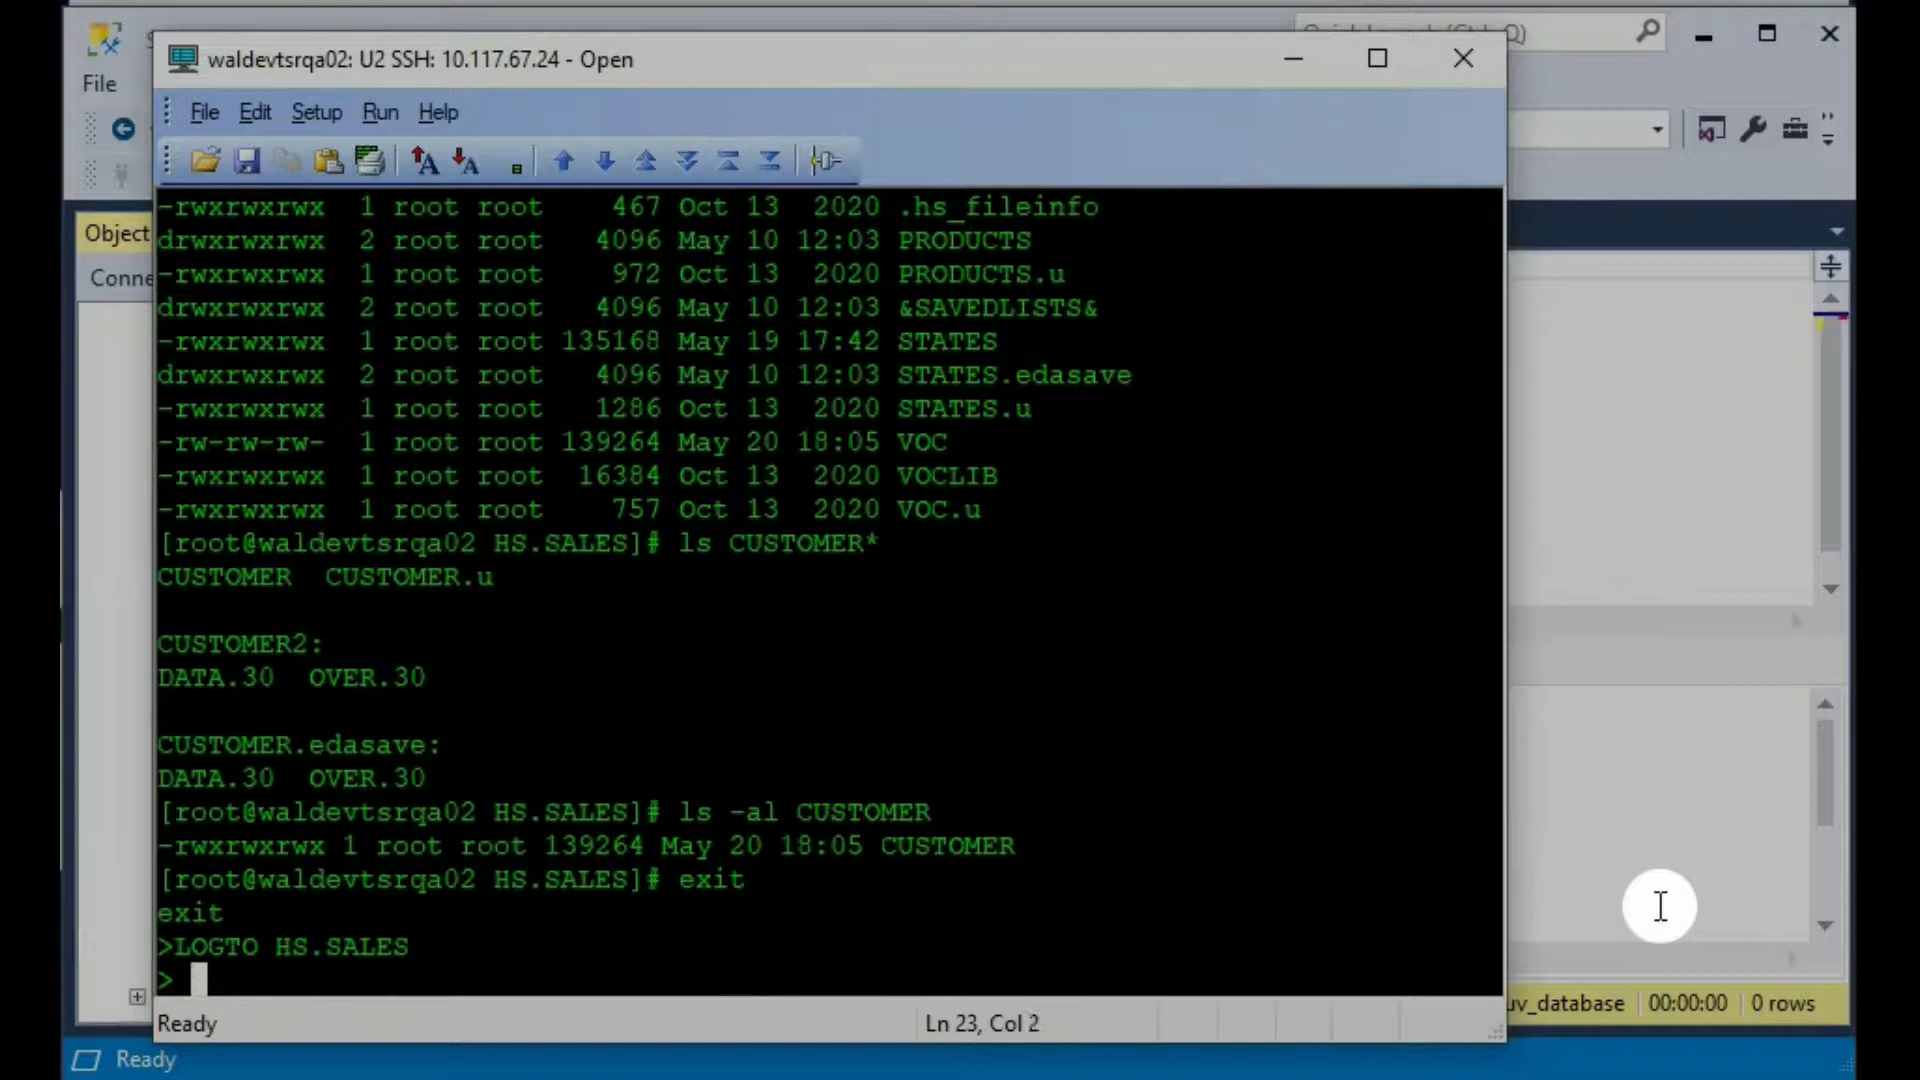 waldevtsrqa02: U2 SSH: 10.117.67.24 - Open
File
File Edit Setup Run Help
Object
Conne
-rwxrwxrwx 1 root root 467 Oct 13 2020 .hs_fileinfo
drwxrwxrwx 2 root root 4096 May 10 12:03 PRODUCTS
-rwxrwxrwx 1 root root 972 Oct 13 2020 PRODUCTS.u
drwxrwxrwx 2 root root 4096 May 10 12:03 &SAVEDLISTS&
-rwxrwxrwx 1 root root 135168 May 19 17:42 STATES
drwxrwxrwx 2 root root 4096 May 10 12:03 STATES.edasave
-rwxrwxrwx 1 root root 1286 Oct 13 2020 STATES.u
-rw-rw-rw- 1 root root 139264 May 20 18:05 VOC
-rwxrwxrwx 1 root root 16384 Oct 13 2020 VOCLIB
-rwxrwxrwx 1 root root 757 Oct 13 2020 VOC.u
[root@waldevtsrqa02 HS.SALES]# ls CUSTOMER*
CUSTOMER CUSTOMER.u
CUSTOMER2:
DATA.30 OVER.30
CUSTOMER.edasave:
DATA.30 OVER.30
[root@waldevtsrqa02 HS.SALES]# ls -al CUSTOMER
-rwxrwxrwx 1 root root 139264 May 20 18:05 CUSTOMER
[root@waldevtsrqa02 HS.SALES]# exit
exit
>LOGTO HS.SALES
>
Ready Ln 23, Col 2
uv_database 00:00:00 0 rows
Ready